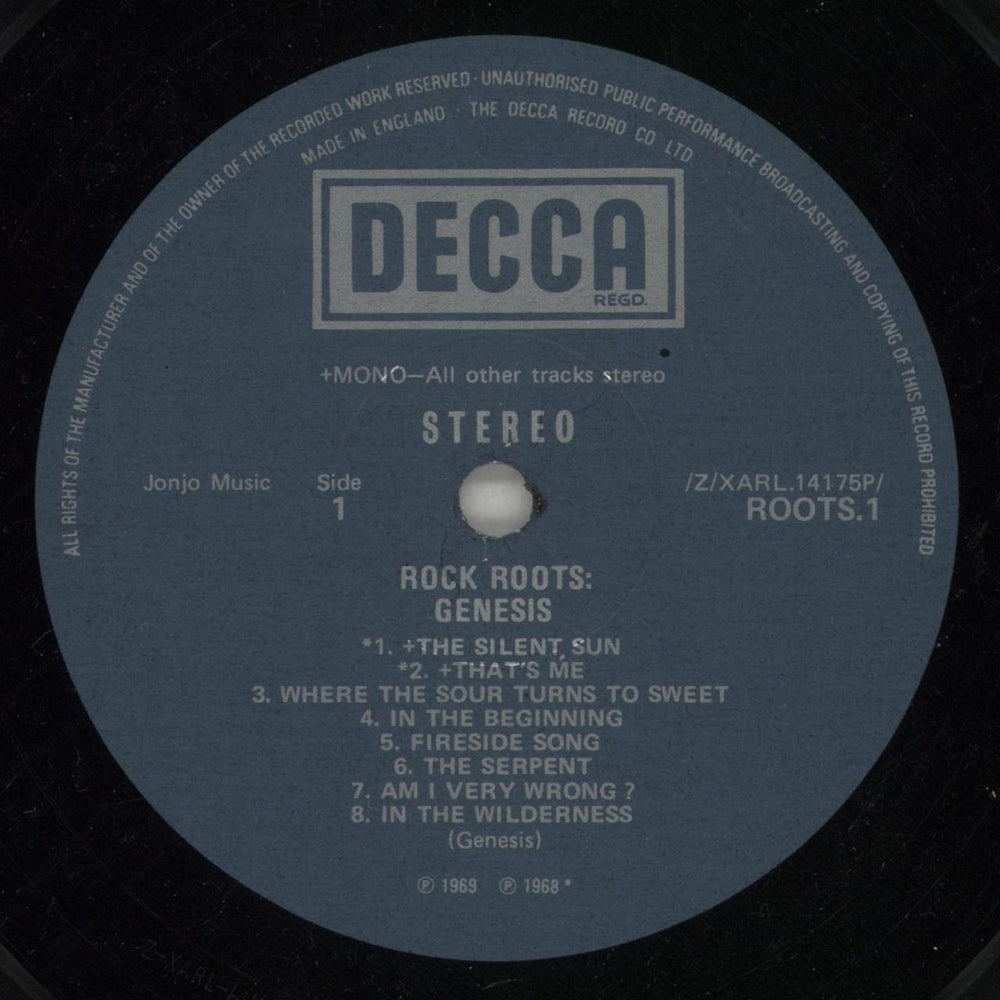 ALL RIGHTS OF THE MANUFACTURER AND OF THE OWNER OF THE RECORDED WORK RESERVED · UNAUTHORISED PUBLIC PERFORMANCE BROADCASTING AND COPYING OF THIS RECORD PROHIBITED
MADE IN ENGLAND · THE DECCA RECORD CO LTD
DECCA
REGD.
+MONO—All other tracks stereo
STEREO
Jonjo Music Side /Z/XARL.14175P/
1 ROOTS.1
ROCK ROOTS:
GENESIS
*1. +THE SILENT SUN
*2. +THAT'S ME
3. WHERE THE SOUR TURNS TO SWEET
4. IN THE BEGINNING
5. FIRESIDE SONG
6. THE SERPENT
7. AM I VERY WRONG ?
8. IN THE WILDERNESS
(Genesis)
℗ 1969 ℗ 1968*